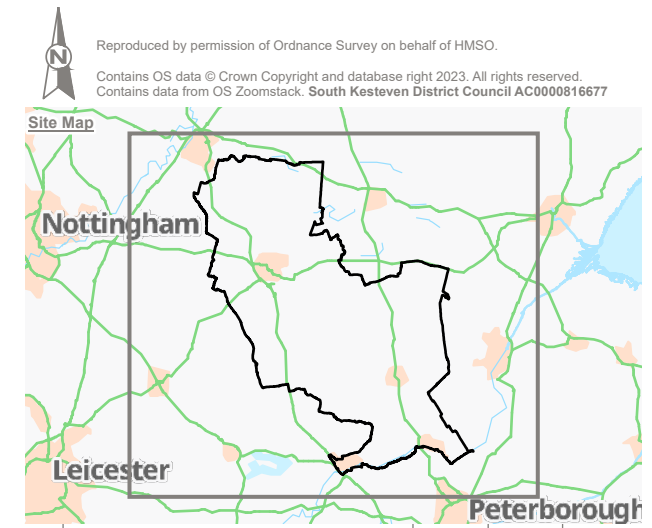 N
Reproduced by permission of Ordnance Survey on behalf of HMSO.
Contains OS data © Crown Copyright and database right 2023. All rights reserved.
Contains data from OS Zoomstack. South Kesteven District Council AC0000816677
Site Map
Nottingham
Leicester
Peterborough